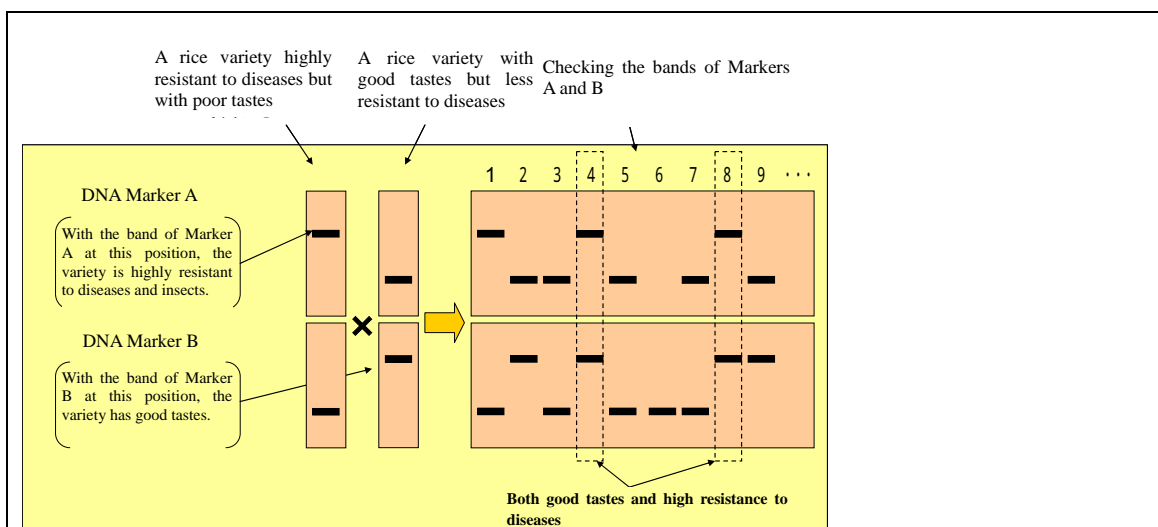 A rice variety highly
resistant to diseases but
with poor tastes
A rice variety with
good tastes but less
resistant to diseases
Checking the bands of Markers
A and B
1 2 3 4 5 6 7 8 9 ...
DNA Marker A
With the band of Marker
A at this position, the
variety is highly resistant
to diseases and insects.
×
DNA Marker B
With the band of Marker
B at this position, the
variety has good tastes.
Both good tastes and high resistance to
diseases